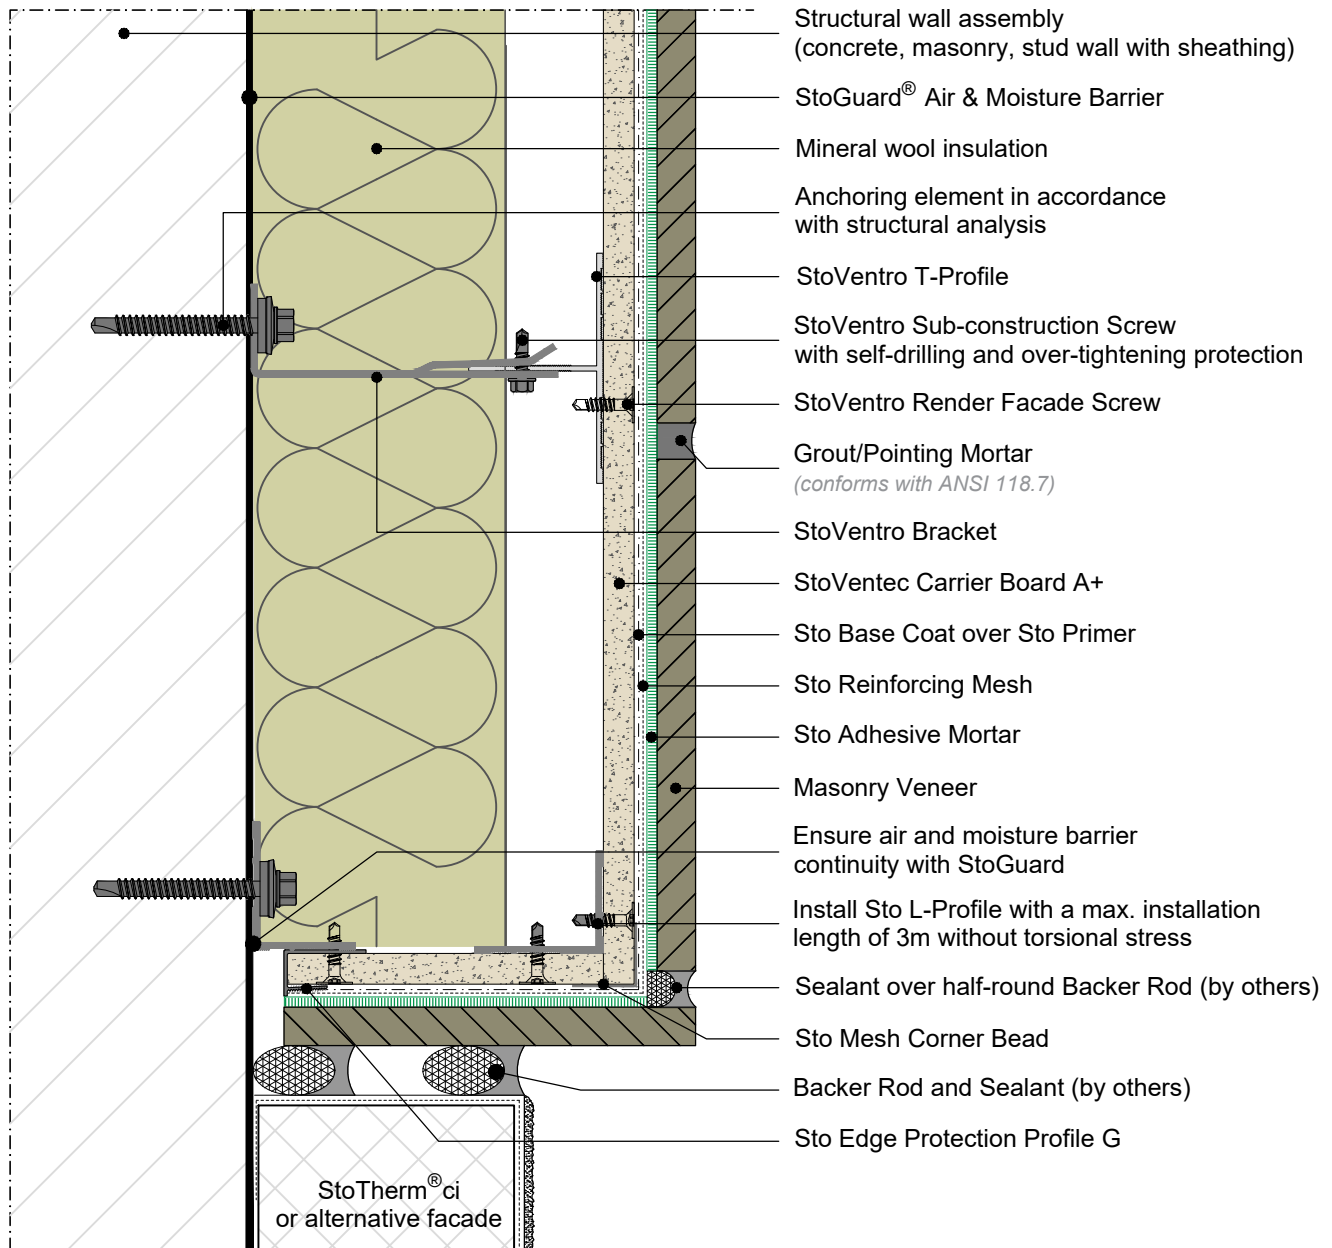 Structural wall assembly
(concrete, masonry, stud wall with sheathing)
StoGuard® Air & Moisture Barrier
Mineral wool insulation
Anchoring element in accordance
with structural analysis
StoVentro T-Profile
StoVentro Sub-construction Screw
with self-drilling and over-tightening protection
StoVentro Render Facade Screw
Grout/Pointing Mortar
(conforms with ANSI 118.7)
StoVentro Bracket
StoVentec Carrier Board A+
Sto Base Coat over Sto Primer
Sto Reinforcing Mesh
Sto Adhesive Mortar
Masonry Veneer
Ensure air and moisture barrier
continuity with StoGuard
Install Sto L-Profile with a max. installation
length of 3m without torsional stress
Sealant over half-round Backer Rod (by others)
Sto Mesh Corner Bead
Backer Rod and Sealant (by others)
Sto Edge Protection Profile G
StoTherm® ci
or alternative facade